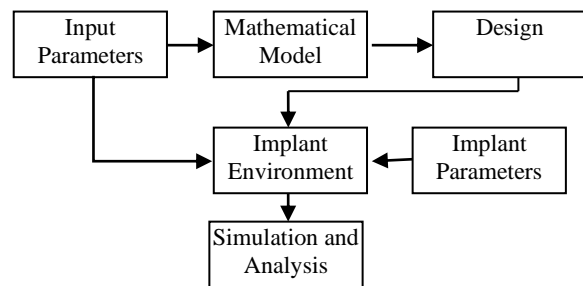 Input
Parameters
Mathematical
Model
Design
Implant
Environment
Implant
Parameters
Simulation and
Analysis